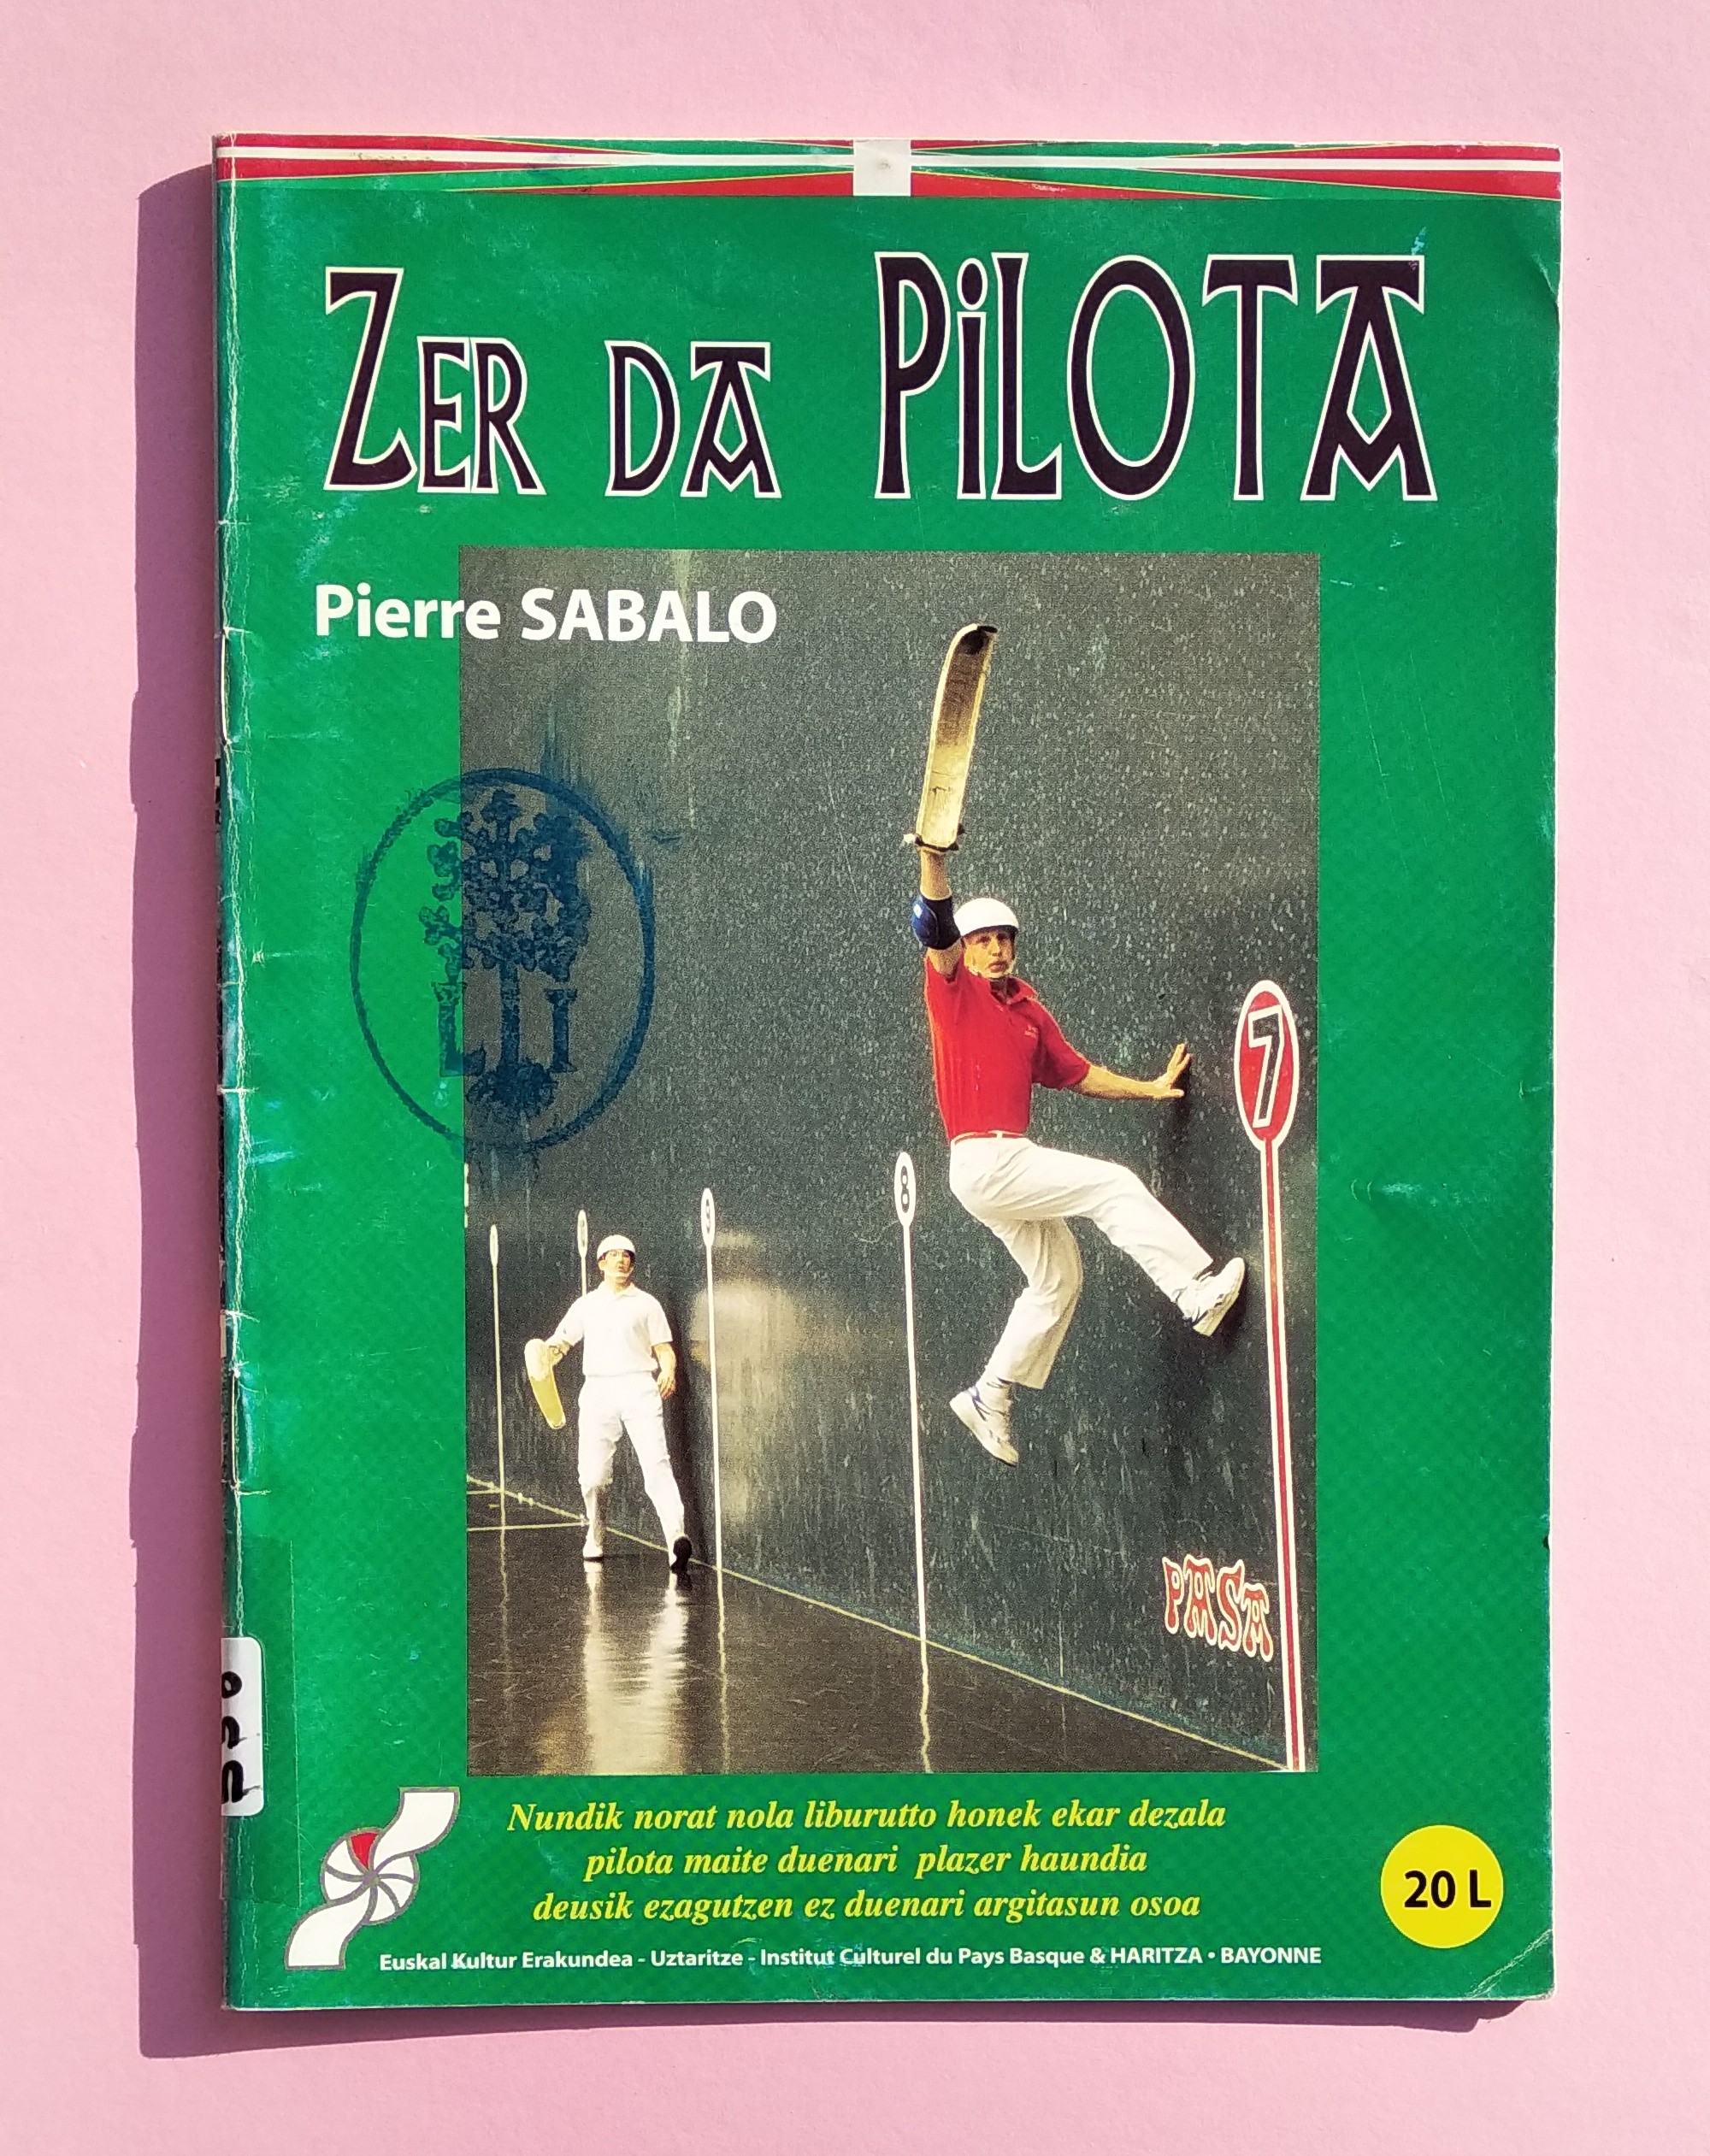 ZER DA PiLOTA
Pierre SABALO
7
8
9
PASA
Nundik norat nola liburutto honek ekar dezala
pilota maite duenari plazer haundia
deusik ezagutzen ez duenari argitasun osoa
20 L
Euskal Kultur Erakundea - Uztaritze - Institut Culturel du Pays Basque & HARITZA • BAYONNE